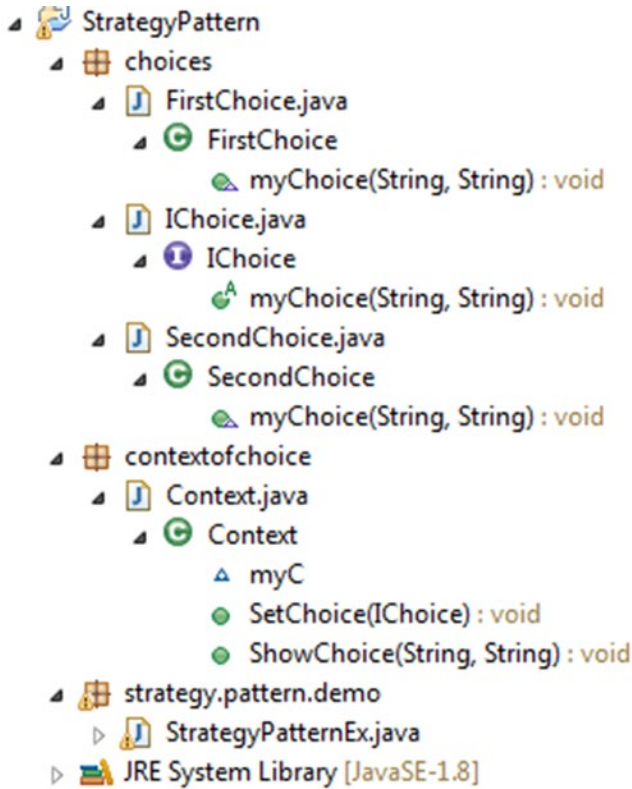 StrategyPattern
choices
FirstChoice.java
FirstChoice
myChoice(String, String) : void
IChoice.java
IChoice
myChoice(String, String) : void
SecondChoice.java
SecondChoice
myChoice(String, String) : void
contextofchoice
Context.java
Context
myC
SetChoice(IChoice) : void
ShowChoice(String, String) : void
strategy.pattern.demo
StrategyPatternEx.java
JRE System Library [JavaSE-1.8]